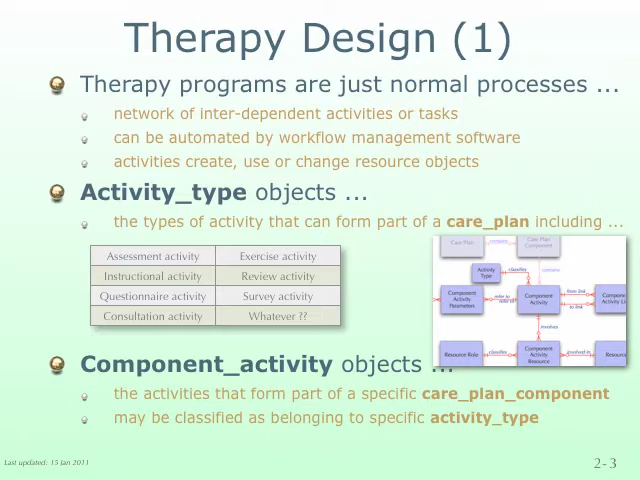 Therapy Design (1)
Therapy programs are just normal processes ...
network of inter-dependent activities or tasks
can be automated by workflow management software
activities create, use or change resource objects
Activity_type objects ...
the types of activity that can form part of a care_plan including ...
Assessment activity Exercise activity
Instructional activity Review activity
Questionnaire activity Survey activity
Consultation activity Whatever ??
Care Plan
contains
Care Plan
Component
Activity
Type
classifies
contains
Component
Activity
Parameters
refer to
Component
Activity
from link
to link
Component
Activity
involves
Resource Role
classifies
Component
Activity
Resource
involved in
Resource
Component_activity objects ...
the activities that form part of a specific care_plan_component
may be classified as belonging to specific activity_type
Last updated: 15 Jan 2011
2-3